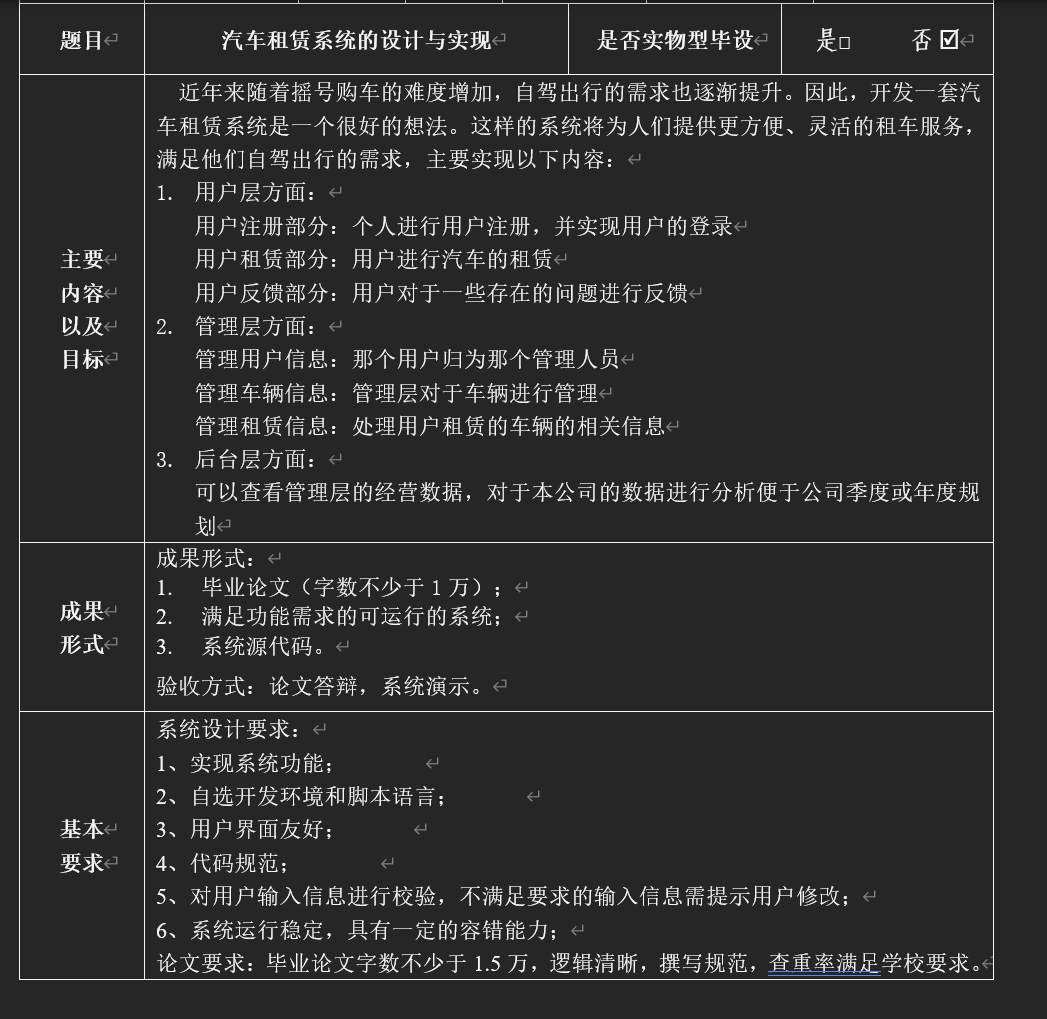 题目 汽车租赁系统的设计与实现 是否实物型毕设 是□ 否☑
主要
内容
以及
目标
近年来随着摇号购车的难度增加，自驾出行的需求也逐渐提升。因此，开发一套汽
车租赁系统是一个很好的想法。这样的系统将为人们提供更方便、灵活的租车服务，
满足他们自驾出行的需求，主要实现以下内容：
1. 用户层方面：
用户注册部分：个人进行用户注册，并实现用户的登录
用户租赁部分：用户进行汽车的租赁
用户反馈部分：用户对于一些存在的问题进行反馈
2. 管理层方面：
管理用户信息：那个用户归为那个管理人员
管理车辆信息：管理层对于车辆进行管理
管理租赁信息：处理用户租赁的车辆的相关信息
3. 后台层方面：
可以查看管理层的经营数据，对于本公司的数据进行分析便于公司季度或年度规
划
成果
形式
成果形式：
1. 毕业论文（字数不少于1万）；
2. 满足功能需求的可运行的系统；
3. 系统源代码。
验收方式：论文答辩，系统演示。
基本
要求
系统设计要求：
1、实现系统功能；
2、自选开发环境和脚本语言；
3、用户界面友好；
4、代码规范；
5、对用户输入信息进行校验，不满足要求的输入信息需提示用户修改；
6、系统运行稳定，具有一定的容错能力；
论文要求：毕业论文字数不少于1.5万，逻辑清晰，撰写规范，查重率满足学校要求。